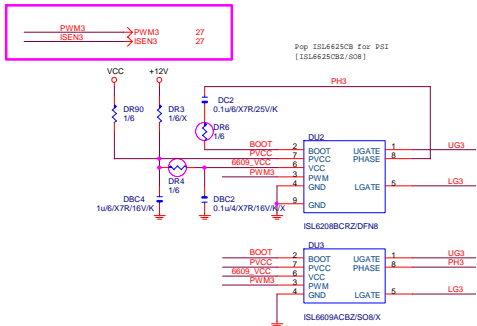 PWM3 PWM3 27
ISEN3 ISEN3 27
Pop ISL6625CB for PSI
[ISL6625CBZ/SO8]
PH3
VCC +12V
DC2
0.1u/6/X7R/25V/K
DR90
1/6
DR3
1/6/X
DR6
1/6
DU2
BOOT 2 BOOT UGATE 1 UG3
PVCC 7 PVCC PHASE 8
6609_VCC 6 VCC
PWM3 3 PWM
4 GND LGATE 5 LG3
9 GND
DR4
1/6
DBC4
1u/6/X7R/16V/K
DBC2
0.1u/4/X7R/16V/K/X
ISL6208BCRZ/DFN8
DU3
BOOT 2 BOOT UGATE 1 UG3
PVCC 7 PVCC PHASE 8 PH3
6609_VCC 6 VCC
PWM3 3 PWM
4 GND LGATE 5 LG3
ISL6609ACBZ/SO8/X